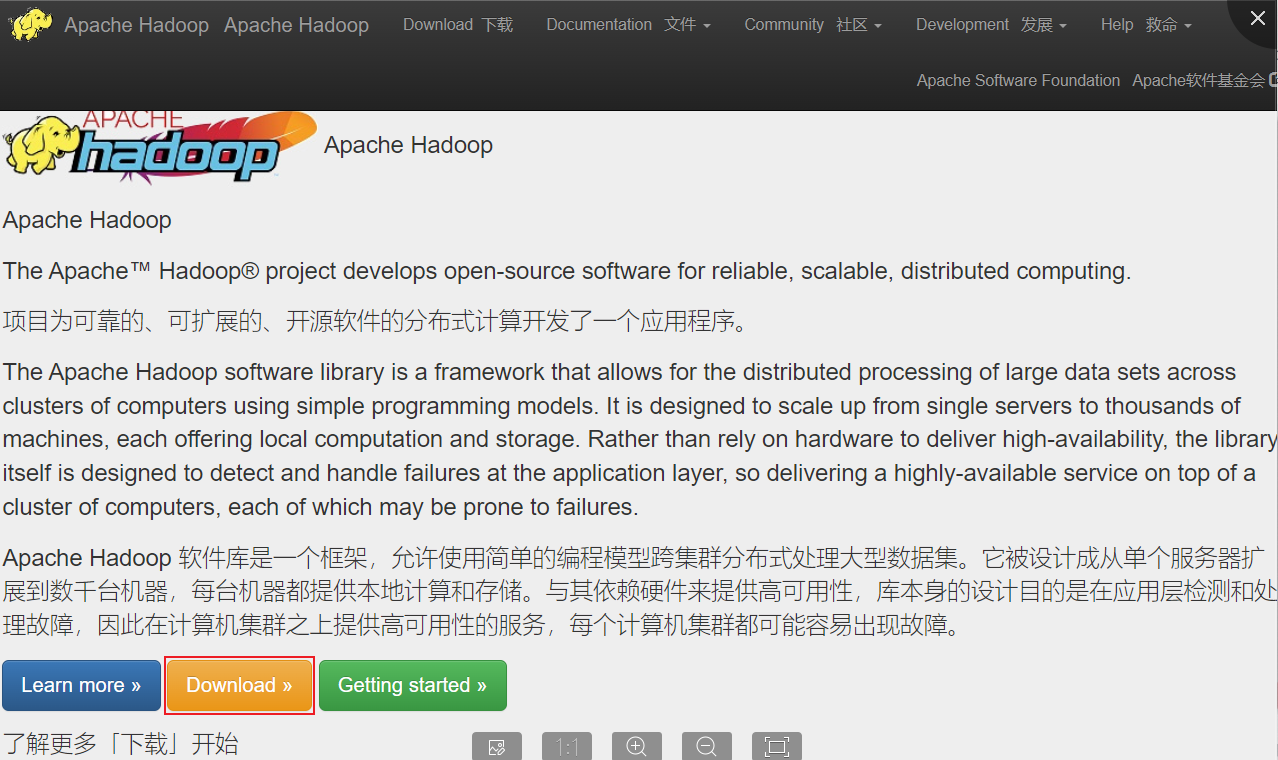 Apache Hadoop Apache Hadoop Download 下载 Documentation 文件 Community 社区 Development 发展 Help 救命
Apache Software Foundation Apache软件基金会
APACHE
hadoop
Apache Hadoop
Apache Hadoop
The Apache™ Hadoop® project develops open-source software for reliable, scalable, distributed computing.
项目为可靠的、可扩展的、开源软件的分布式计算开发了一个应用程序。
The Apache Hadoop software library is a framework that allows for the distributed processing of large data sets across
clusters of computers using simple programming models. It is designed to scale up from single servers to thousands of
machines, each offering local computation and storage. Rather than rely on hardware to deliver high-availability, the library
itself is designed to detect and handle failures at the application layer, so delivering a highly-available service on top of a
cluster of computers, each of which may be prone to failures.
Apache Hadoop 软件库是一个框架，允许使用简单的编程模型跨集群分布式处理大型数据集。它被设计成从单个服务器扩
展到数千台机器，每台机器都提供本地计算和存储。与其依赖硬件来提供高可用性，库本身的设计目的是在应用层检测和处
理故障，因此在计算机集群之上提供高可用性的服务，每个计算机集群都可能容易出现故障。
Learn more » Download » Getting started »
了解更多「下载」开始
1:1